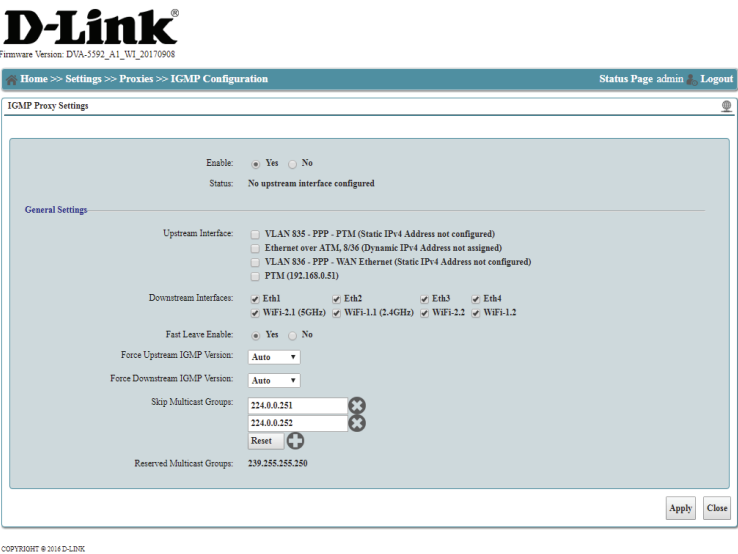 D-Link®
Firmware Version: DVA-5592_A1_WI_20170908
Home >> Settings >> Proxies >> IGMP Configuration Status Page admin Logout
IGMP Proxy Settings
Enable: Yes No
Status: No upstream interface configured
General Settings
Upstream Interface: VLAN 835 - PPP - PTM (Static IPv4 Address not configured)
Ethernet over ATM, 8/36 (Dynamic IPv4 Address not assigned)
VLAN 836 - PPP - WAN Ethernet (Static IPv4 Address not configured)
PTM (192.168.0.51)
Downstream Interfaces: Eth1 Eth2 Eth3 Eth4
WiFi-2.1 (5GHz) WiFi-1.1 (2.4GHz) WiFi-2.2 WiFi-1.2
Fast Leave Enable: Yes No
Force Upstream IGMP Version: Auto
Force Downstream IGMP Version: Auto
Skip Multicast Groups: 224.0.0.251
224.0.0.252
Reset
Reserved Multicast Groups: 239.255.255.250
Apply Close
COPYRIGHT © 2016 D-LINK